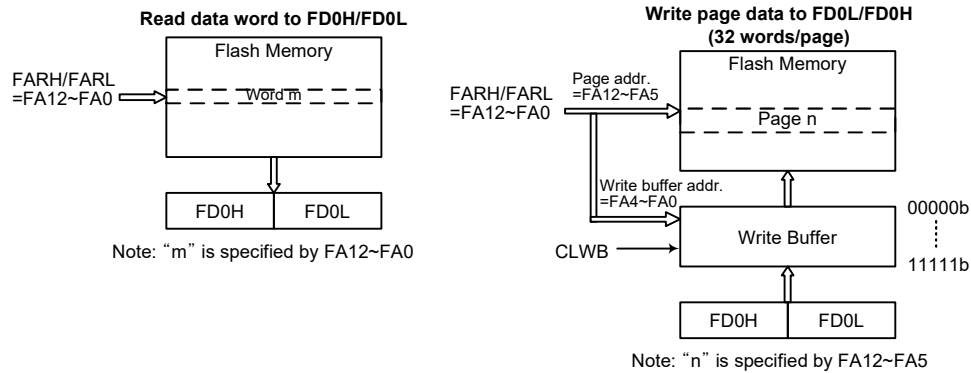 Read data word to FD0H/FD0L
Flash Memory
FARH/FARL
=FA12~FA0
Word m
FD0H
FD0L
Note: “m” is specified by FA12~FA0
Write page data to FD0L/FD0H
(32 words/page)
Flash Memory
FARH/FARL
=FA12~FA0
Page addr.
=FA12~FA5
Page n
Write buffer addr.
=FA4~FA0
CLWB
Write Buffer
00000b
11111b
FD0H
FD0L
Note: “n” is specified by FA12~FA5